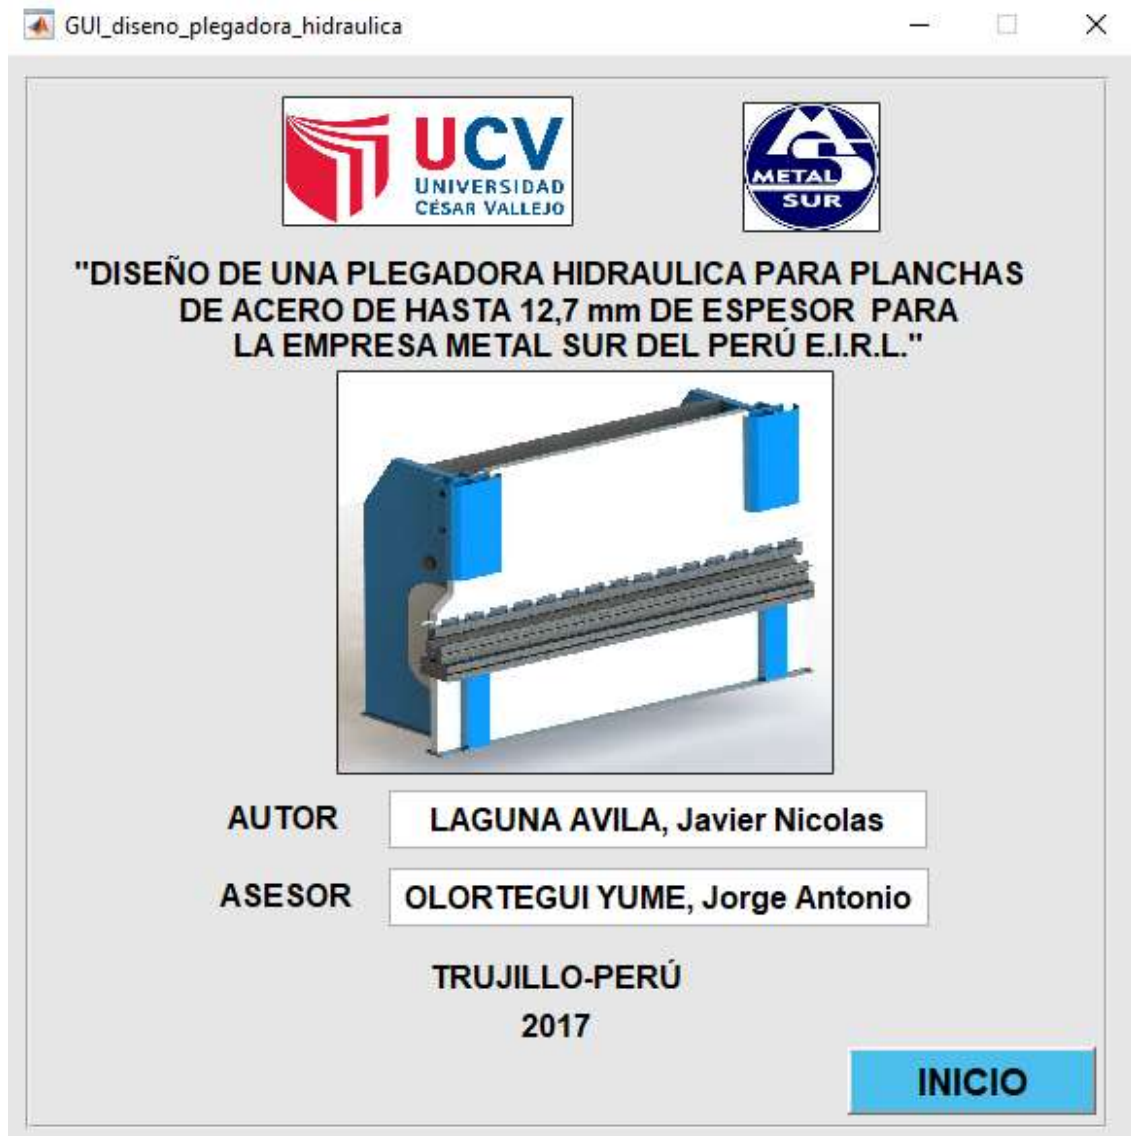 GUI_diseno_plegadora_hidraulica
UCV
UNIVERSIDAD
CÉSAR VALLEJO
METAL
SUR
"DISEÑO DE UNA PLEGADORA HIDRAULICA PARA PLANCHAS
DE ACERO DE HASTA 12,7 mm DE ESPESOR PARA
LA EMPRESA METAL SUR DEL PERÚ E.I.R.L."
AUTOR LAGUNA AVILA, Javier Nicolas
ASESOR OLORTEGUI YUME, Jorge Antonio
TRUJILLO-PERÚ
2017
INICIO